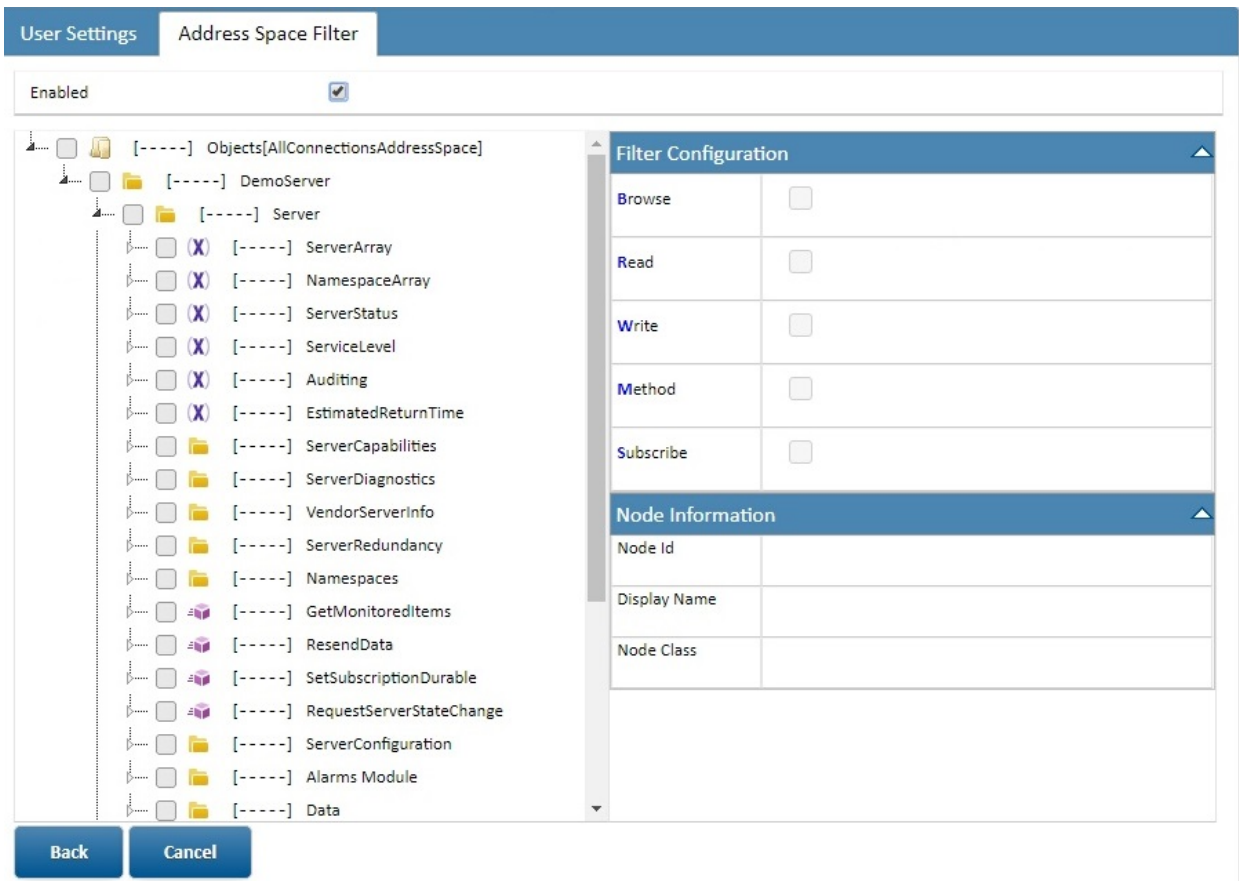 User Settings
Address Space Filter
Enabled
[-----] Objects[AllConnectionsAddressSpace]
[-----] DemoServer
[-----] Server
(X) [-----] ServerArray
(X) [-----] NamespaceArray
(X) [-----] ServerStatus
(X) [-----] ServiceLevel
(X) [-----] Auditing
(X) [-----] EstimatedReturnTime
[-----] ServerCapabilities
[-----] ServerDiagnostics
[-----] VendorServerInfo
[-----] ServerRedundancy
[-----] Namespaces
[-----] GetMonitoredItems
[-----] ResendData
[-----] SetSubscriptionDurable
[-----] RequestServerStateChange
[-----] ServerConfiguration
[-----] Alarms Module
[-----] Data
Filter Configuration
Browse
Read
Write
Method
Subscribe
Node Information
Node Id
Display Name
Node Class
Back
Cancel